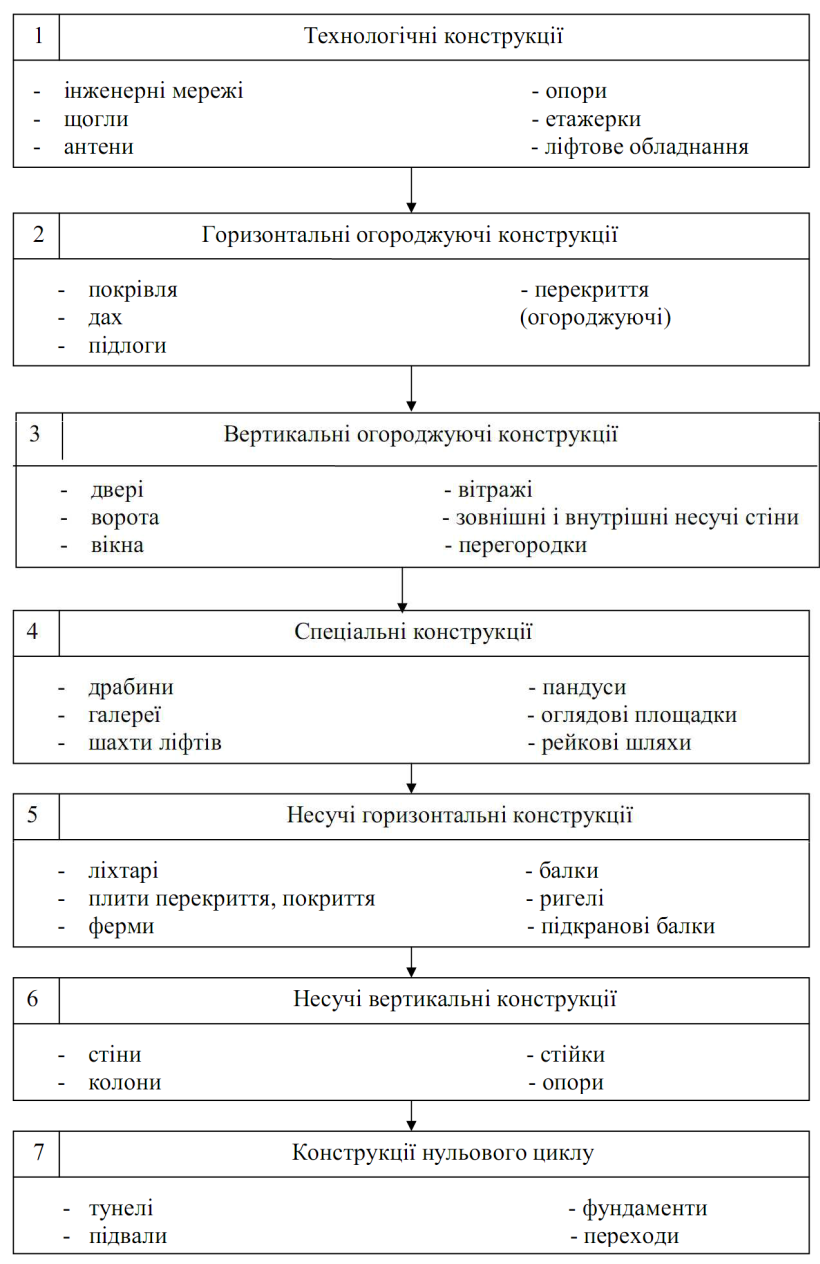 1 Технологічні конструкції
- інженерні мережі - опори
- щогли - етажерки
- антени - ліфтове обладнання
2 Горизонтальні огороджуючі конструкції
- покрівля - перекриття
- дах (огороджуючі)
- підлоги
3 Вертикальні огороджуючі конструкції
- двері - вітражі
- ворота - зовнішні і внутрішні несучі стіни
- вікна - перегородки
4 Спеціальні конструкції
- драбини - пандуси
- галереї - оглядові площадки
- шахти ліфтів - рейкові шляхи
5 Несучі горизонтальні конструкції
- ліхтарі - балки
- плити перекриття, покриття - ригелі
- ферми - підкранові балки
6 Несучі вертикальні конструкції
- стіни - стійки
- колони - опори
7 Конструкції нульового циклу
- тунелі - фундаменти
- підвали - переходи